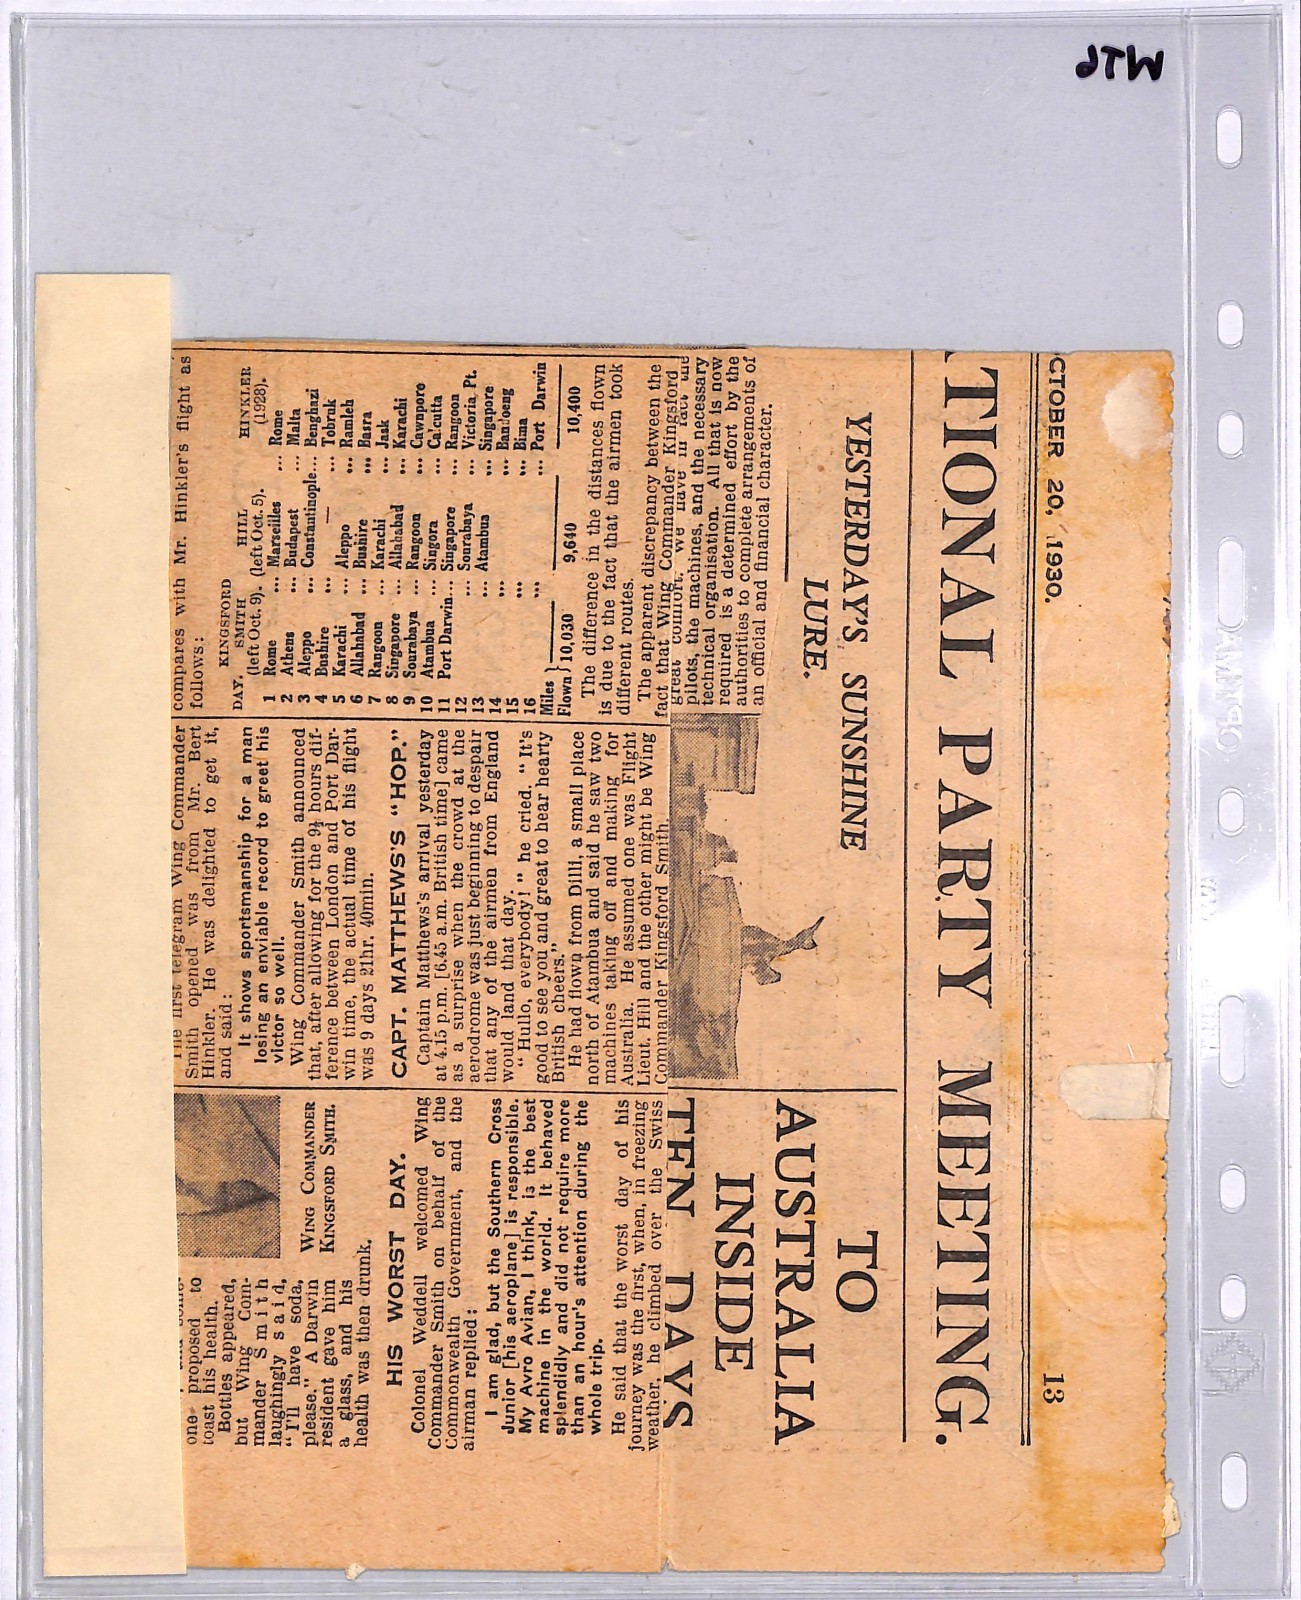 MTP
compares with Mr. Hinkler's flight as
follows:
DAY. KINGSFORD SMITH (left Oct. 9). HILL (left Oct. 5). HINKLER (1928).
1 Rome ... Marseilles ... Rome
2 Athens ... Budapest ... Malta
3 Aleppo ... Constantinople... Benghazi
4 Bushire ... — ... Tobruk
5 Karachi ... Aleppo ... Ramleh
6 Allahabad ... Bushire ... Basra
7 Rangoon ... Karachi ... Jask
8 Singapore ... Allahabad ... Karachi
9 Sourabaya ... Rangoon ... Cawnpore
10 Atambua ... Singora ... Calcutta
11 Port Darwin... Singapore ... Rangoon
12 ... Sourabaya ... Victoria Pt.
13 ... Atambua ... Singapore
14 ... ... Bandoeng
15 ... ... Bima
16 ... ... Port Darwin
Miles Flown } 10,030 9,640 10,400
The difference in the distances flown
is due to the fact that the airmen took
different routes.
The apparent discrepancy between the
fact that Wing Commander Kingsford
The first telegram Wing Commander
Smith opened was from Mr. Bert
Hinkler. He was delighted to get it,
and said:
It shows sportsmanship for a man
losing an enviable record to greet his
victor so well.
Wing Commander Smith announced
that, after allowing for the 9½ hours dif-
ference between London and Port Dar-
win time, the actual time of his flight
was 9 days 21hr. 40min.
CAPT. MATTHEWS'S "HOP."
Captain Matthews's arrival yesterday
at 4.15 p.m. [6.45 a.m. British time] came
as a surprise when the crowd at the
aerodrome was just beginning to despair
that any of the airmen from England
would land that day.
"Hullo, everybody!" he cried. "It's
good to see you and great to hear hearty
British cheers."
He had flown from Dilli, a small place
north of Atambua and said he saw two
machines taking off and making for
Australia. He assumed one was Flight
Lieut. Hill and the other might be Wing
Commander Kingsford Smith.
WING COMMANDER
KINGSFORD SMITH.
one proposed to
toast his health.
Bottles appeared,
but Wing Com-
mander Smith
laughingly said,
"I'll have soda,
please." A Darwin
resident gave him
a glass, and his
health was then drunk.
HIS WORST DAY.
Colonel Weddell welcomed Wing
Commander Smith on behalf of the
Commonwealth Government, and the
airman replied:
I am glad, but the Southern Cross
Junior [his aeroplane] is responsible.
My Avro Avian, I think, is the best
machine in the world. It behaved
splendidly and did not require more
than an hour's attention during the
whole trip.
He said that the worst day of his
journey was the first, when, in freezing
weather, he climbed over the Swiss
great comfort. We have in fact the
pilots, the machines, and the necessary
technical organisation. All that is now
required is a determined effort by the
authorities to complete arrangements of
an official and financial character.
YESTERDAY'S SUNSHINE
LURE.
TO
AUSTRALIA
INSIDE
TEN DAYS
TIONAL PARTY MEETING.
CTOBER 20, 1930.
13